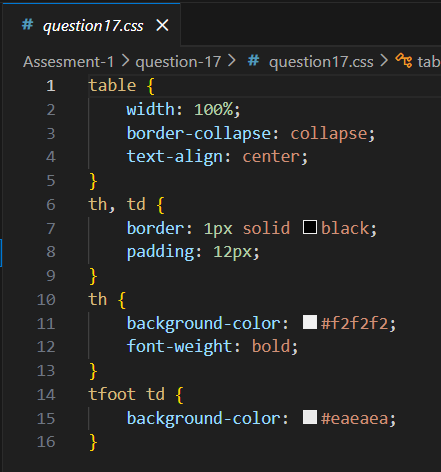 # question17.css ×
Assesment-1 > question-17 > # question17.css > tab
1 table {
2     width: 100%;
3     border-collapse: collapse;
4     text-align: center;
5 }
6 th, td {
7     border: 1px solid black;
8     padding: 12px;
9 }
10 th {
11     background-color: #f2f2f2;
12     font-weight: bold;
13 }
14 tfoot td {
15     background-color: #eaeaea;
16 }